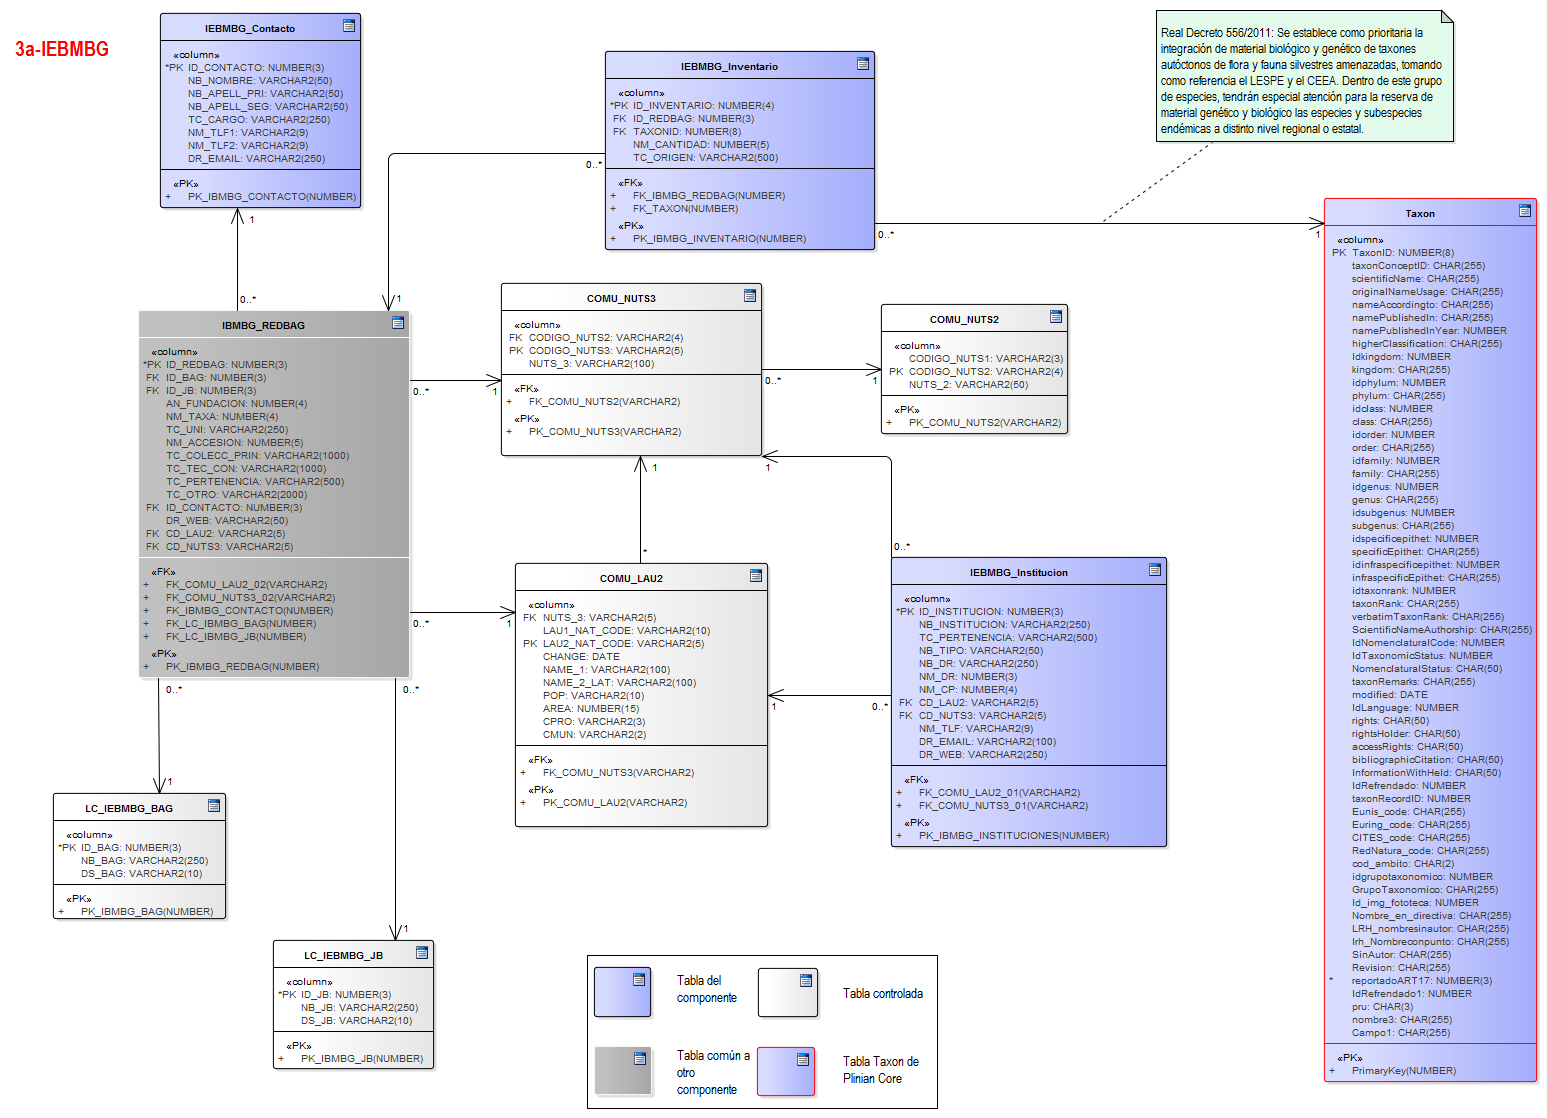 3a-IEBMBG
IEBMBG_Contacto
«column»
*PK ID_CONTACTO: NUMBER(3)
NB_NOMBRE: VARCHAR2(50)
NB_APELL_PRI: VARCHAR2(50)
NB_APELL_SEG: VARCHAR2(50)
TC_CARGO: VARCHAR2(250)
NM_TLF1: VARCHAR2(9)
NM_TLF2: VARCHAR2(9)
DR_EMAIL: VARCHAR2(250)
«PK»
+ PK_IBMBG_CONTACTO(NUMBER)
1
0..*
IEBMBG_Inventario
«column»
*PK ID_INVENTARIO: NUMBER(4)
FK ID_REDBAG: NUMBER(3)
FK TAXONID: NUMBER(8)
NM_CANTIDAD: NUMBER(5)
TC_ORIGEN: VARCHAR2(500)
«FK»
+ FK_IBMBG_REDBAG(NUMBER)
+ FK_TAXON(NUMBER)
«PK»
+ PK_IBMBG_INVENTARIO(NUMBER)
0..*
1
0..*
1
Real Decreto 556/2011: Se establece como prioritaria la
integración de material biológico y genético de taxones
autóctonos de flora y fauna silvestres amenazadas, tomando
como referencia el LESPE y el CEEA. Dentro de este grupo
de especies, tendrán especial atención para la reserva de
material genético y biológico las especies y subespecies
endémicas a distinto nivel regional o estatal.
IBMBG_REDBAG
«column»
*PK ID_REDBAG: NUMBER(3)
FK ID_BAG: NUMBER(3)
FK ID_JB: NUMBER(3)
AN_FUNDACION: NUMBER(4)
NM_TAXA: NUMBER(4)
TC_UNI: VARCHAR2(250)
NM_ACCESION: NUMBER(5)
TC_COLECC_PRIN: VARCHAR2(1000)
TC_TEC_CON: VARCHAR2(1000)
TC_PERTENENCIA: VARCHAR2(500)
TC_OTRO: VARCHAR2(2000)
FK ID_CONTACTO: NUMBER(3)
DR_WEB: VARCHAR2(50)
FK CD_LAU2: VARCHAR2(5)
FK CD_NUTS3: VARCHAR2(5)
«FK»
+ FK_COMU_LAU2_02(VARCHAR2)
+ FK_COMU_NUTS3_02(VARCHAR2)
+ FK_IBMBG_CONTACTO(NUMBER)
+ FK_LC_IBMBG_BAG(NUMBER)
+ FK_LC_IBMBG_JB(NUMBER)
«PK»
+ PK_IBMBG_REDBAG(NUMBER)
0..*
1
0..*
1
0..*
1
0..*
1
COMU_NUTS3
«column»
FK CODIGO_NUTS2: VARCHAR2(4)
PK CODIGO_NUTS3: VARCHAR2(5)
NUTS_3: VARCHAR2(100)
«FK»
+ FK_COMU_NUTS2(VARCHAR2)
«PK»
+ PK_COMU_NUTS3(VARCHAR2)
0..*
1
COMU_NUTS2
«column»
CODIGO_NUTS1: VARCHAR2(3)
PK CODIGO_NUTS2: VARCHAR2(4)
NUTS_2: VARCHAR2(50)
«PK»
+ PK_COMU_NUTS2(VARCHAR2)
1
*
1
0..*
COMU_LAU2
«column»
FK NUTS_3: VARCHAR2(5)
LAU1_NAT_CODE: VARCHAR2(10)
PK LAU2_NAT_CODE: VARCHAR2(5)
CHANGE: DATE
NAME_1: VARCHAR2(100)
NAME_2_LAT: VARCHAR2(100)
POP: VARCHAR2(10)
AREA: NUMBER(15)
CPRO: VARCHAR2(3)
CMUN: VARCHAR2(2)
«FK»
+ FK_COMU_NUTS3(VARCHAR2)
«PK»
+ PK_COMU_LAU2(VARCHAR2)
1
0..*
IEBMBG_Institucion
«column»
*PK ID_INSTITUCION: NUMBER(3)
NB_INSTITUCION: VARCHAR2(250)
TC_PERTENENCIA: VARCHAR2(500)
NB_TIPO: VARCHAR2(50)
NB_DR: VARCHAR2(250)
NM_DR: NUMBER(3)
NM_CP: NUMBER(4)
FK CD_LAU2: VARCHAR2(5)
FK CD_NUTS3: VARCHAR2(5)
NM_TLF: VARCHAR2(9)
DR_EMAIL: VARCHAR2(100)
DR_WEB: VARCHAR2(250)
«FK»
+ FK_COMU_LAU2_01(VARCHAR2)
+ FK_COMU_NUTS3_01(VARCHAR2)
«PK»
+ PK_IBMBG_INSTITUCIONES(NUMBER)
LC_IEBMBG_BAG
«column»
*PK ID_BAG: NUMBER(3)
NB_BAG: VARCHAR2(250)
DS_BAG: VARCHAR2(10)
«PK»
+ PK_IBMBG_BAG(NUMBER)
LC_IEBMBG_JB
«column»
*PK ID_JB: NUMBER(3)
NB_JB: VARCHAR2(250)
DS_JB: VARCHAR2(10)
«PK»
+ PK_IBMBG_JB(NUMBER)
Tabla del
componente
Tabla controlada
Tabla común a
otro
componente
Tabla Taxon de
Plinian Core
Taxon
«column»
PK TaxonID: NUMBER(8)
taxonConceptID: CHAR(255)
scientificName: CHAR(255)
originalNameUsage: CHAR(255)
nameAccordingto: CHAR(255)
namePublishedIn: CHAR(255)
namePublishedInYear: NUMBER
higherClassification: CHAR(255)
Idkingdom: NUMBER
kingdom: CHAR(255)
idphylum: NUMBER
phylum: CHAR(255)
idclass: NUMBER
class: CHAR(255)
idorder: NUMBER
order: CHAR(255)
idfamily: NUMBER
family: CHAR(255)
idgenus: NUMBER
genus: CHAR(255)
idsubgenus: NUMBER
subgenus: CHAR(255)
idspecificepithet: NUMBER
specificEpithet: CHAR(255)
idinfraspecificepithet: NUMBER
infraspecificEpithet: CHAR(255)
idtaxonrank: NUMBER
taxonRank: CHAR(255)
verbatimTaxonRank: CHAR(255)
ScientificNameAuthorship: CHAR(255)
IdNomenclaturalCode: NUMBER
IdTaxonomicStatus: NUMBER
NomenclaturalStatus: CHAR(50)
taxonRemarks: CHAR(255)
modified: DATE
IdLanguage: NUMBER
rights: CHAR(50)
rightsHolder: CHAR(50)
accessRights: CHAR(50)
bibliographicCitation: CHAR(50)
InformationWithHeld: CHAR(50)
IdRefrendado: NUMBER
taxonRecordID: NUMBER
Eunis_code: CHAR(255)
Euring_code: CHAR(255)
CITES_code: CHAR(255)
RedNatura_code: CHAR(255)
cod_ambito: CHAR(2)
idgrupotaxonomico: NUMBER
GrupoTaxonomico: CHAR(255)
Id_img_fototeca: NUMBER
Nombre_en_directiva: CHAR(255)
LRH_nombresinautor: CHAR(255)
lrh_Nombreconpunto: CHAR(255)
SinAutor: CHAR(255)
Revision: CHAR(255)
* reportadoART17: NUMBER(3)
IdRefrendado1: NUMBER
pru: CHAR(3)
nombre3: CHAR(255)
Campo1: CHAR(255)
«PK»
+ PrimaryKey(NUMBER)